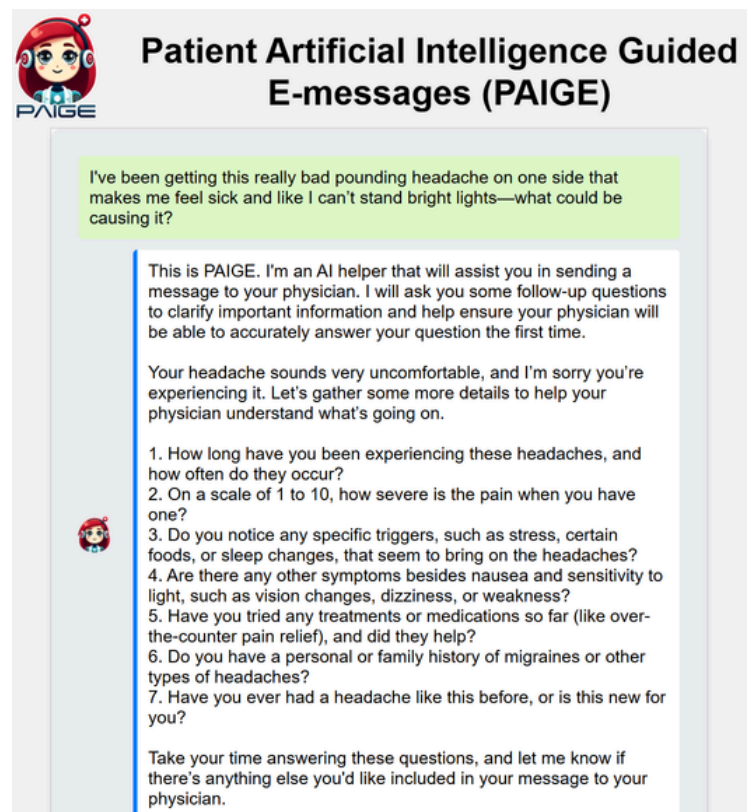 Patient Artificial Intelligence Guided
E-messages (PAIGE)
PAIGE
I've been getting this really bad pounding headache on one side that
makes me feel sick and like I can't stand bright lights—what could be
causing it?
This is PAIGE. I'm an AI helper that will assist you in sending a
message to your physician. I will ask you some follow-up questions
to clarify important information and help ensure your physician will
be able to accurately answer your question the first time.
Your headache sounds very uncomfortable, and I'm sorry you're
experiencing it. Let's gather some more details to help your
physician understand what's going on.
1. How long have you been experiencing these headaches, and
how often do they occur?
2. On a scale of 1 to 10, how severe is the pain when you have
one?
3. Do you notice any specific triggers, such as stress, certain
foods, or sleep changes, that seem to bring on the headaches?
4. Are there any other symptoms besides nausea and sensitivity to
light, such as vision changes, dizziness, or weakness?
5. Have you tried any treatments or medications so far (like over-
the-counter pain relief), and did they help?
6. Do you have a personal or family history of migraines or other
types of headaches?
7. Have you ever had a headache like this before, or is this new for
you?
Take your time answering these questions, and let me know if
there's anything else you'd like included in your message to your
physician.